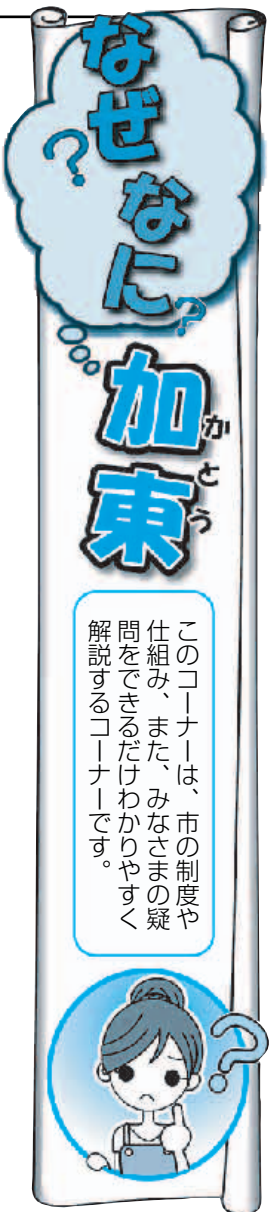 なぜなに
?
?
加東
かとう
このコーナーは、市の制度や
仕組み、また、みなさまの疑
問をできるだけわかりやすく
解説するコーナーです。
?